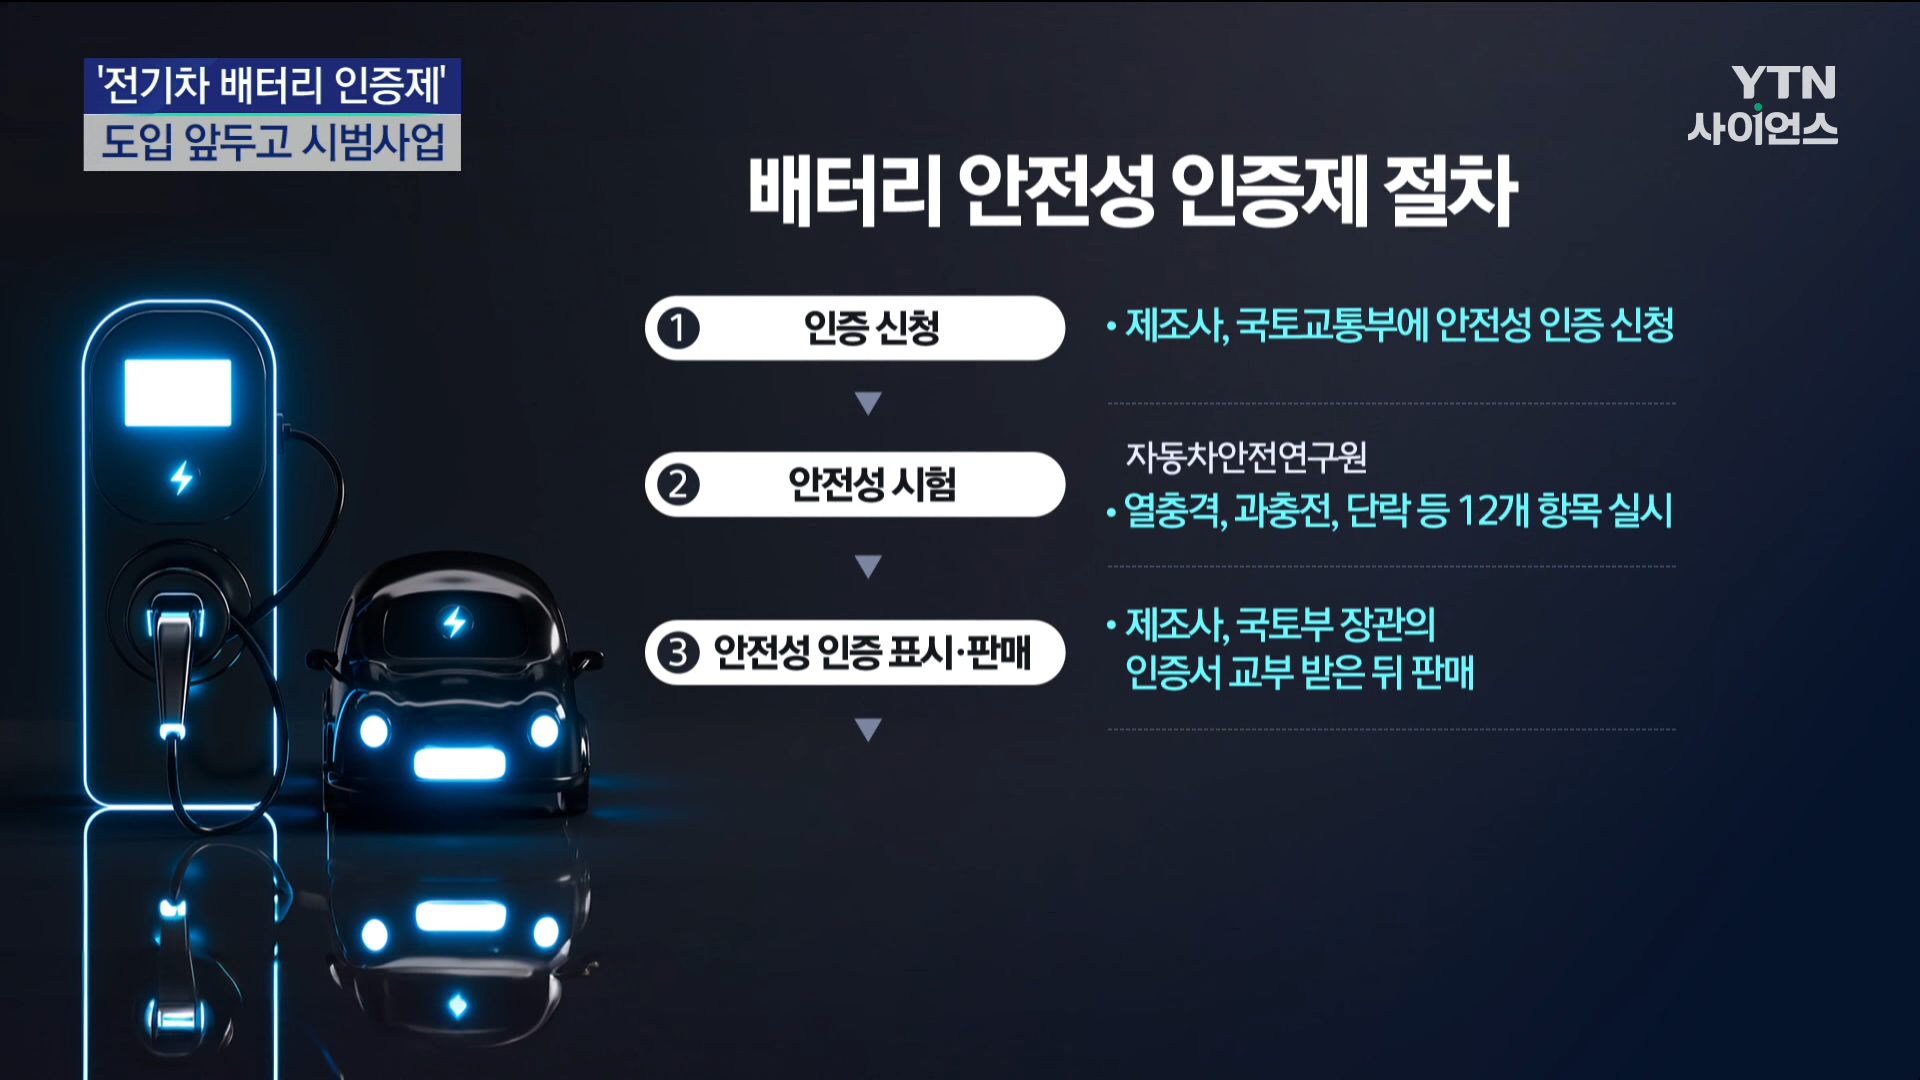 '전기차 배터리 인증제'
도입 앞두고 시범사업
YTN
사이언스
배터리 안전성 인증제 절차
1 인증 신청
• 제조사, 국토교통부에 안전성 인증 신청
2 안전성 시험
자동차안전연구원
• 열충격, 과충전, 단락 등 12개 항목 실시
3 안전성 인증 표시·판매
• 제조사, 국토부 장관의
인증서 교부 받은 뒤 판매